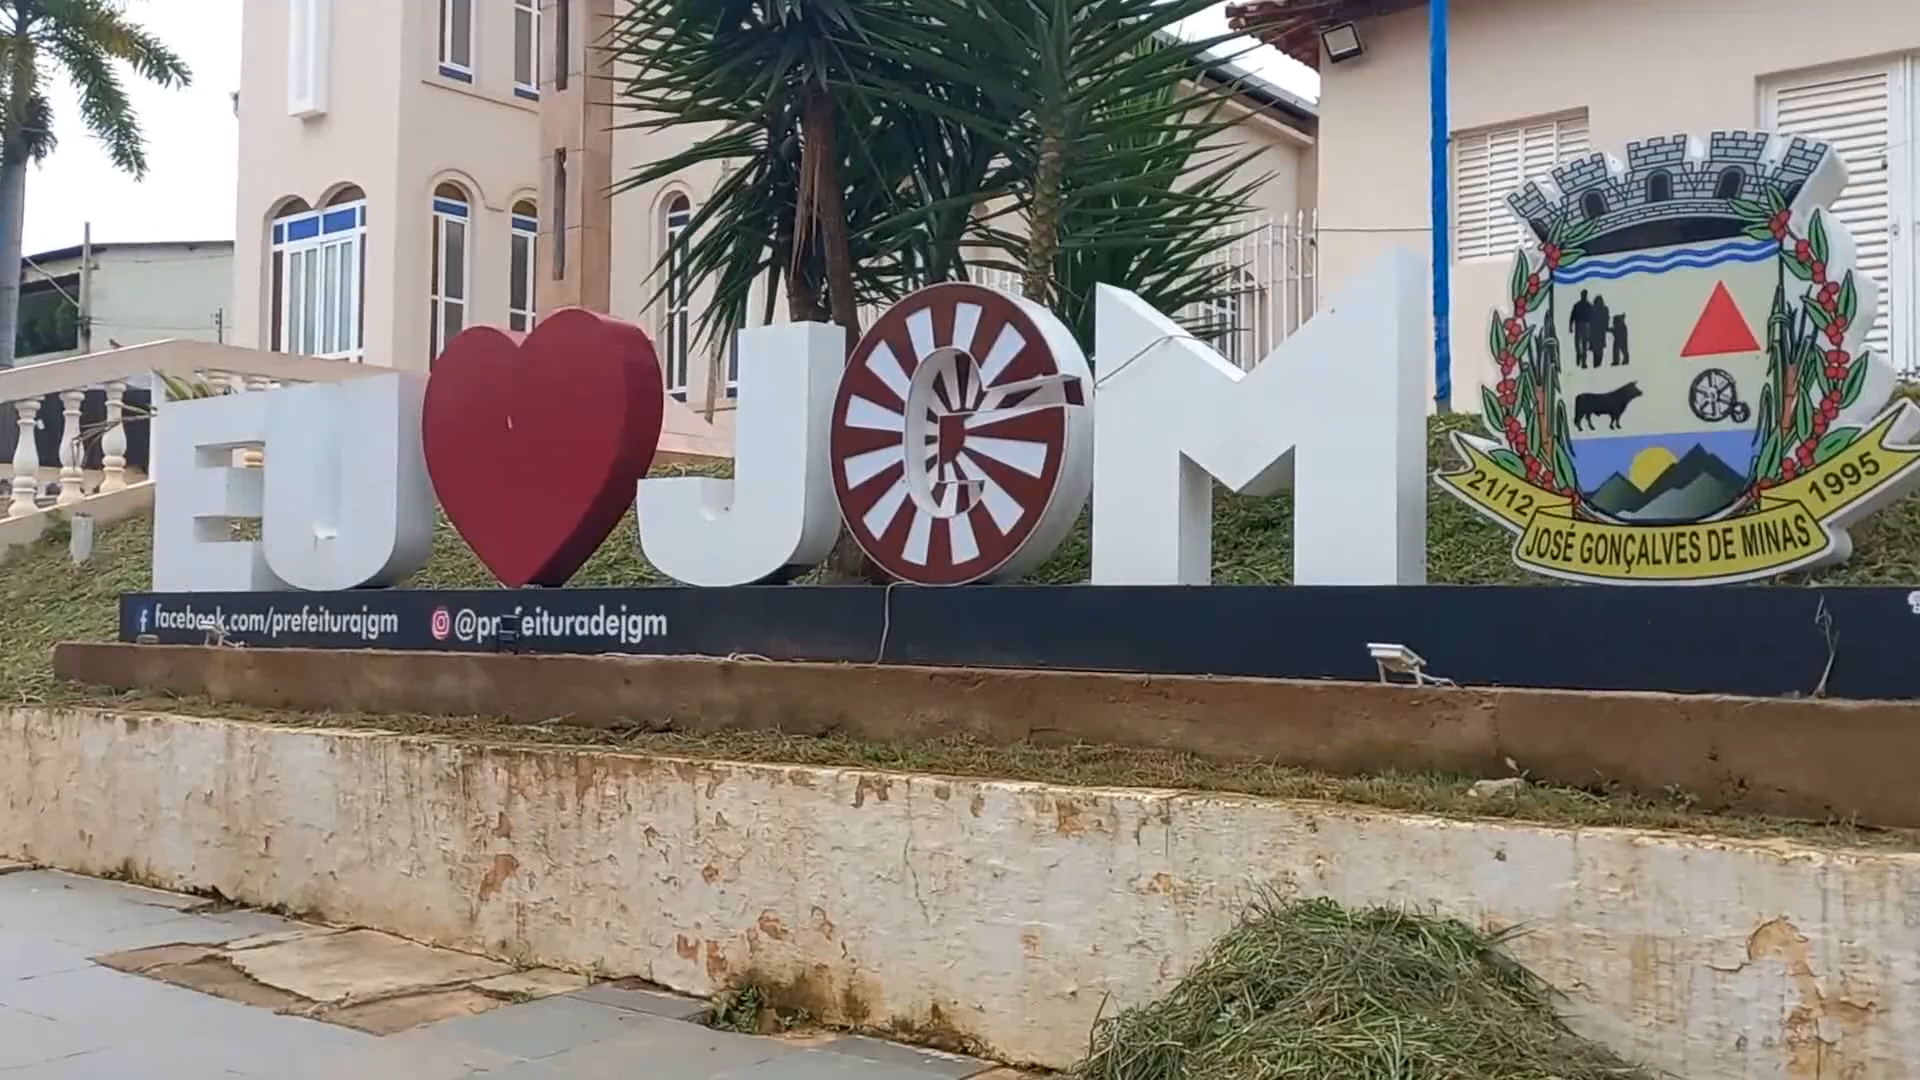 EU JGM
facebook.com/prefeiturajgm @prefeituradejgm
21/12 JOSÉ GONÇALVES DE MINAS 1995